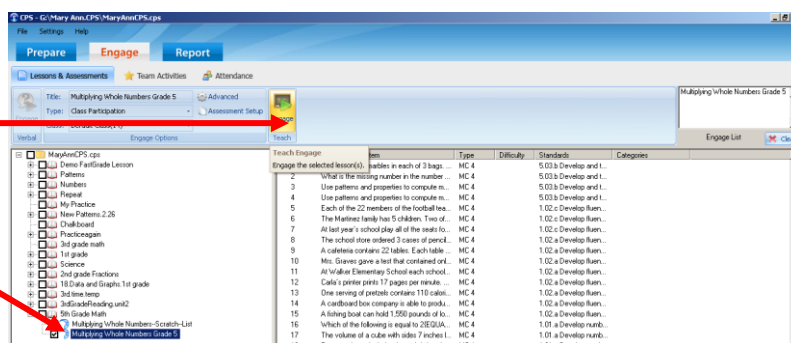 CPS - G:\Mary Ann.CPS\MaryAnnCPS.cps
File Settings Help
Prepare Engage Report
Lessons & Assessments Team Activities Attendance
Title: Multiplying Whole Numbers Grade 5 Advanced
Type: Class Participation Assessment Setup
Verbal Engage Options Teach
Multiplying Whole Numbers Grade 5
Engage List
Teach Engage
Engage the selected lesson(s).
Type Difficulty Standards Categories
MaryAnnCPS.cps
Demo FastGrade Lesson
Patterns
Numbers
Repeat
My Practice
New Patterns.2.26
Chalkboard
Practiceagain
3rd grade math
1st grade
Science
2nd grade Fractions
18.Data and Graphs.1st grade
3rd.time.temp
3rdGradeReading.unit2
5th Grade Math
Multiplying Whole Numbers-Scratch-List
Multiplying Whole Numbers Grade 5
marbles in each of 3 bags. ... MC 4 5.03.b Develop and t...
2 What is the missing number in the number ... MC 4 5.03.b Develop and t...
3 Use patterns and properties to compute m... MC 4 5.03.b Develop and t...
4 Use patterns and properties to compute m... MC 4 5.03.b Develop and t...
5 Each of the 22 members of the football tea... MC 4 1.02.c Develop fluen...
6 The Martinez family has 5 children. Two of... MC 4 1.02.c Develop fluen...
7 At last year's school play all of the seats fo... MC 4 1.02.c Develop fluen...
8 The school store ordered 3 cases of pencil... MC 4 1.02.a Develop fluen...
9 A cafeteria contains 22 tables. Each table ... MC 4 1.02.a Develop fluen...
10 Mrs. Graves gave a test that contained onl... MC 4 1.02.a Develop fluen...
11 At Walker Elementary School each school... MC 4 1.02.a Develop fluen...
12 Carla's printer prints 17 pages per minute. ... MC 4 1.02.a Develop fluen...
13 One serving of pretzels contains 110 calori... MC 4 1.02.a Develop fluen...
14 A cardboard box company is able to produ... MC 4 1.02.a Develop fluen...
15 A fishing boat can hold 1,550 pounds of lo... MC 4 1.02.a Develop fluen...
16 Which of the following is equal to 2!EQUA... MC 4 1.01.a Develop numb...
17 The volume of a cube with sides 7 inches l... MC 4 1.01.a Develop numb...